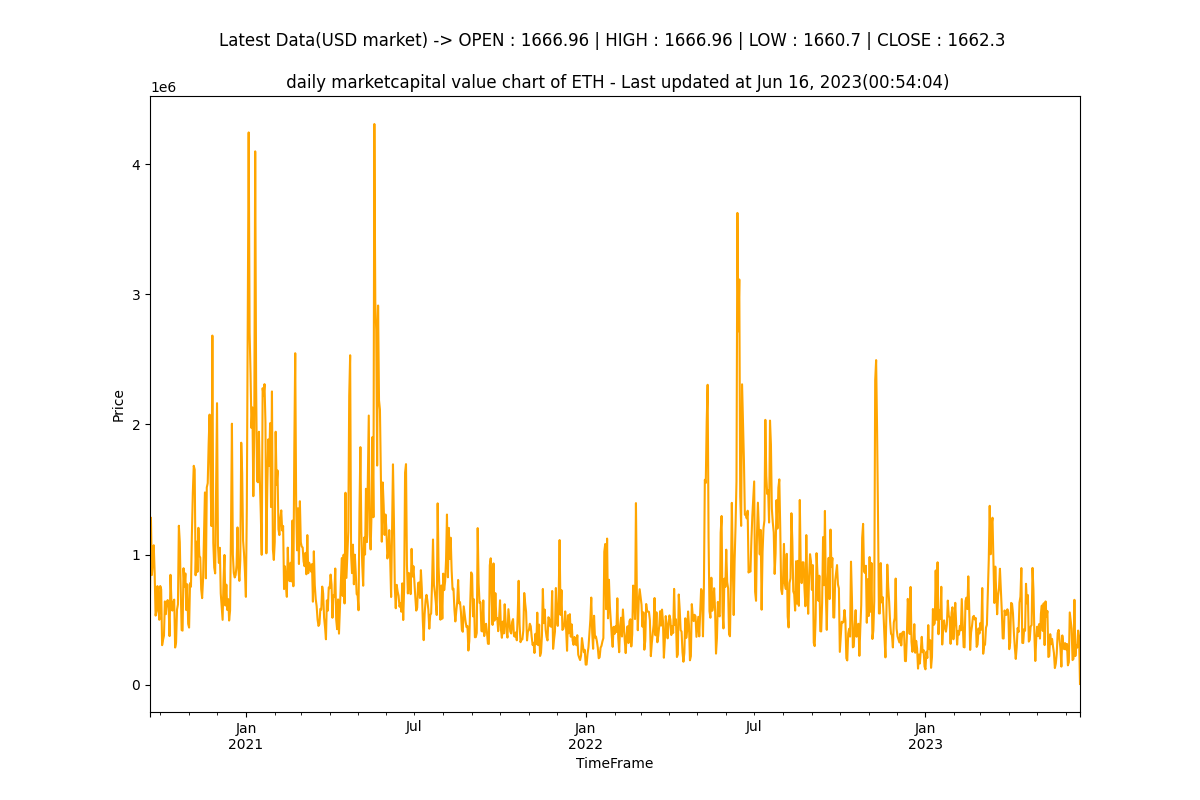 Latest Data(USD market) -> OPEN : 1666.96 | HIGH : 1666.96 | LOW : 1660.7 | CLOSE : 1662.3
daily marketcapital value chart of ETH - Last updated at Jun 16, 2023(00:54:04)
1e6
4
3
2
1
0
Price
Jan
2021
Jul
Jan
2022
Jul
Jan
2023
TimeFrame